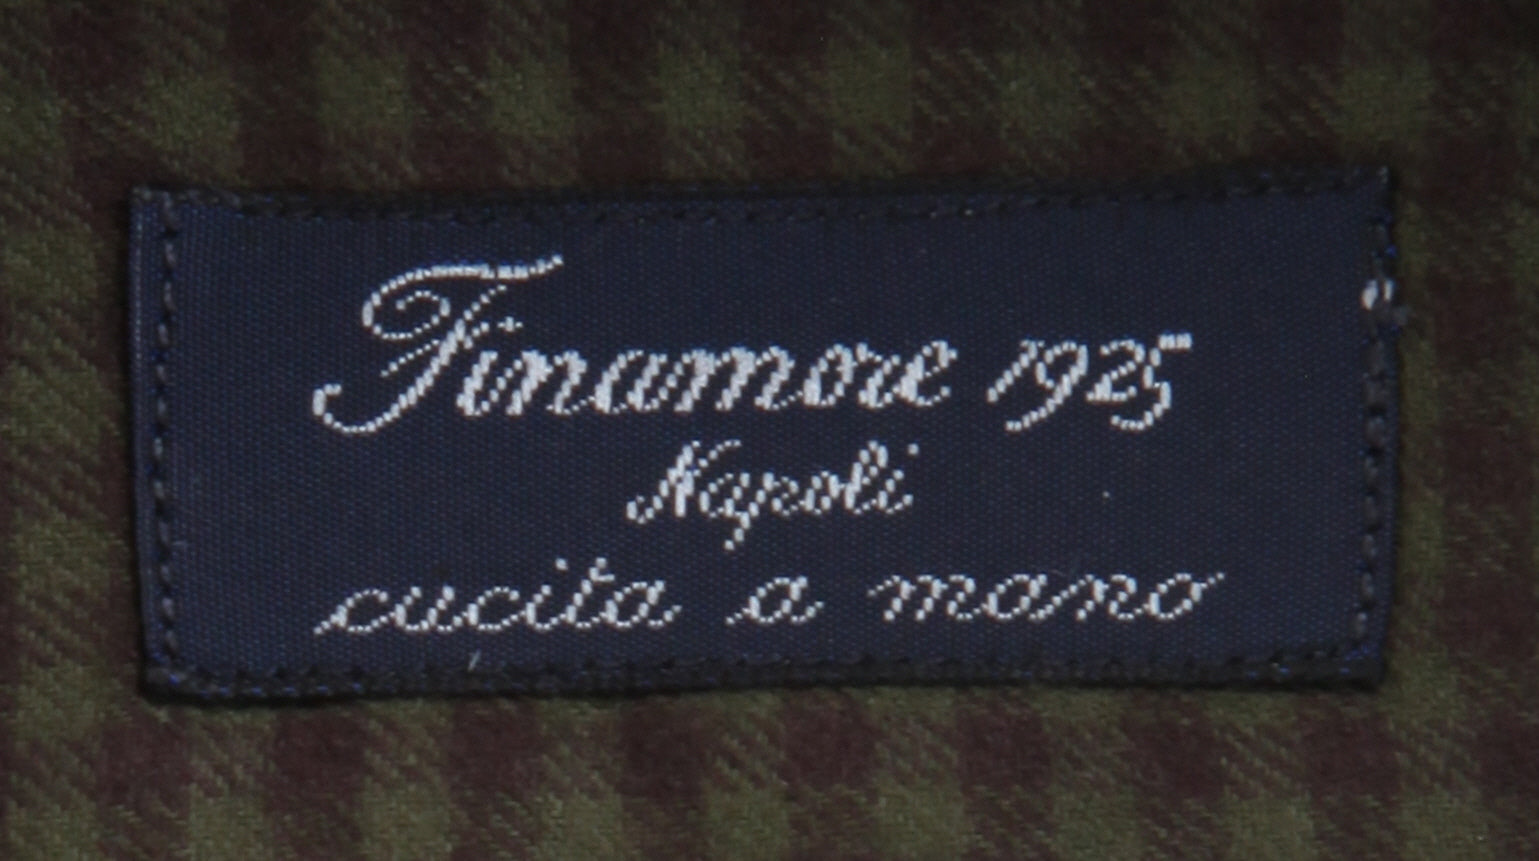 Finamore 1925
Napoli
cucita a mano